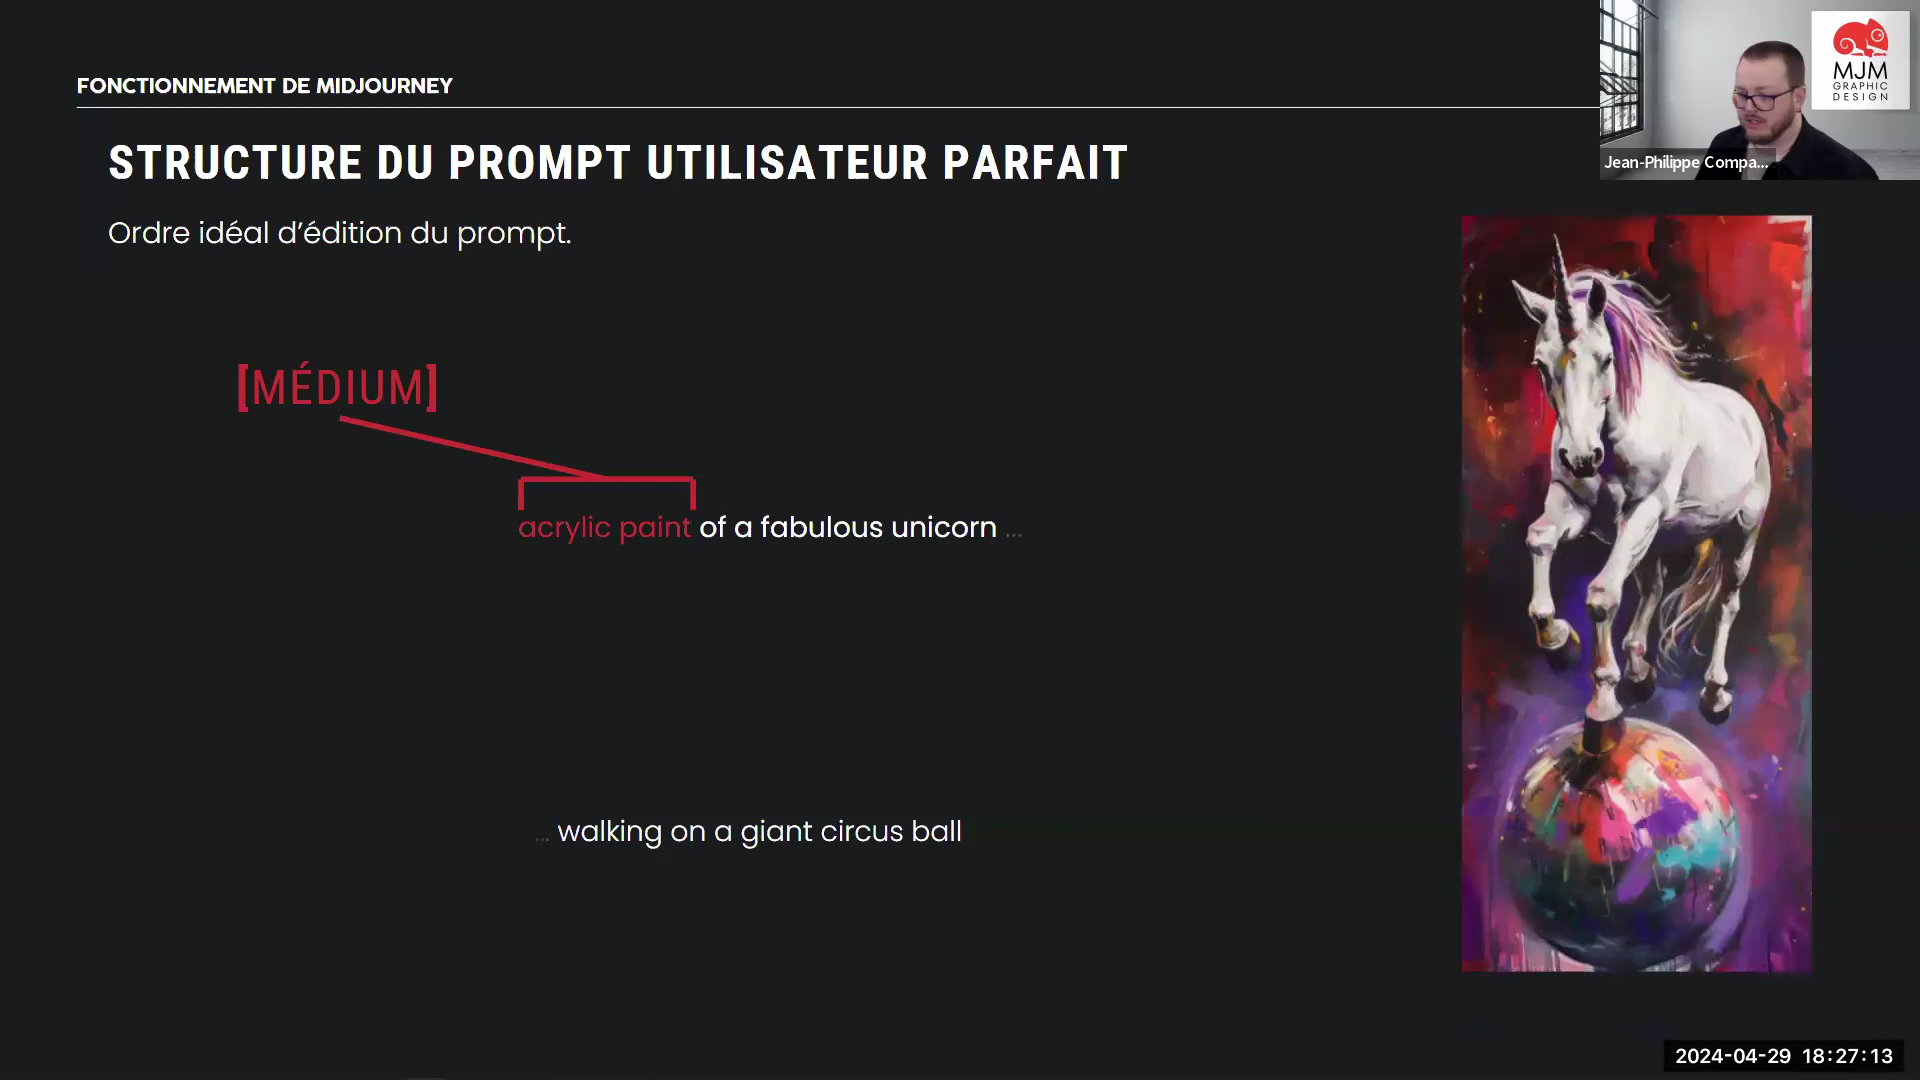 FONCTIONNEMENT DE MIDJOURNEY
MJM
GRAPHIC
DESIGN
Jean-Philippe Compa...
STRUCTURE DU PROMPT UTILISATEUR PARFAIT
Ordre idéal d’édition du prompt.
[MÉDIUM]
acrylic paint of a fabulous unicorn ...
... walking on a giant circus ball
2024-04-29 18:27:13